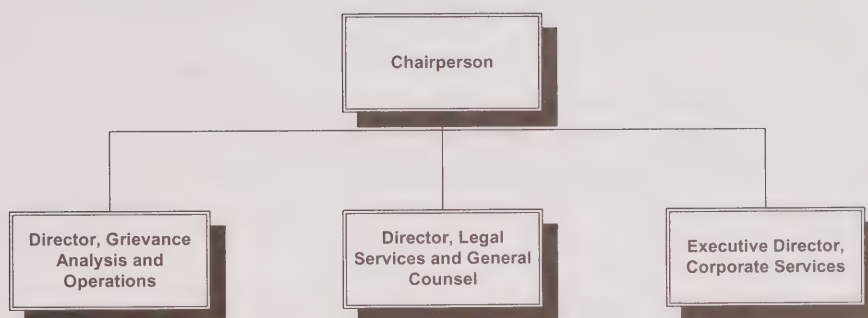 Chairperson
Director, Grievance
Analysis and
Operations
Director, Legal
Services and General
Counsel
Executive Director,
Corporate Services